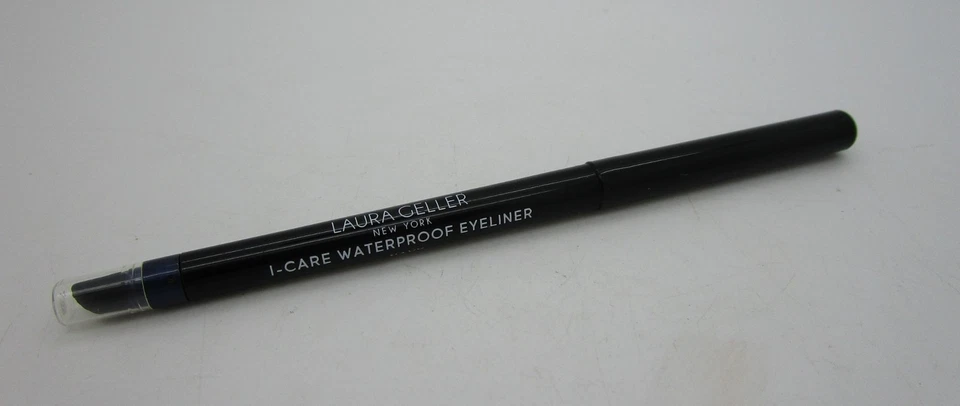 LAURA GELLER
NEW YORK
I-CARE WATERPROOF EYELINER